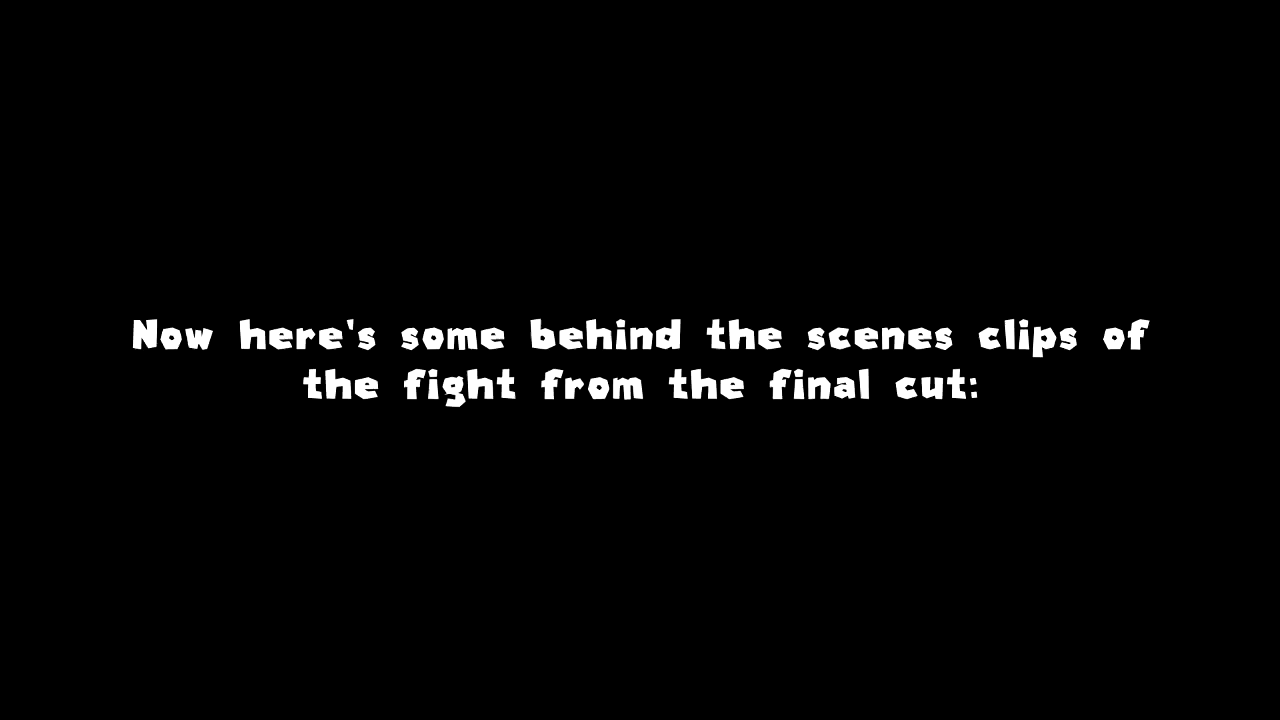 Now here's some behind the scenes clips of
the fight from the final cut: